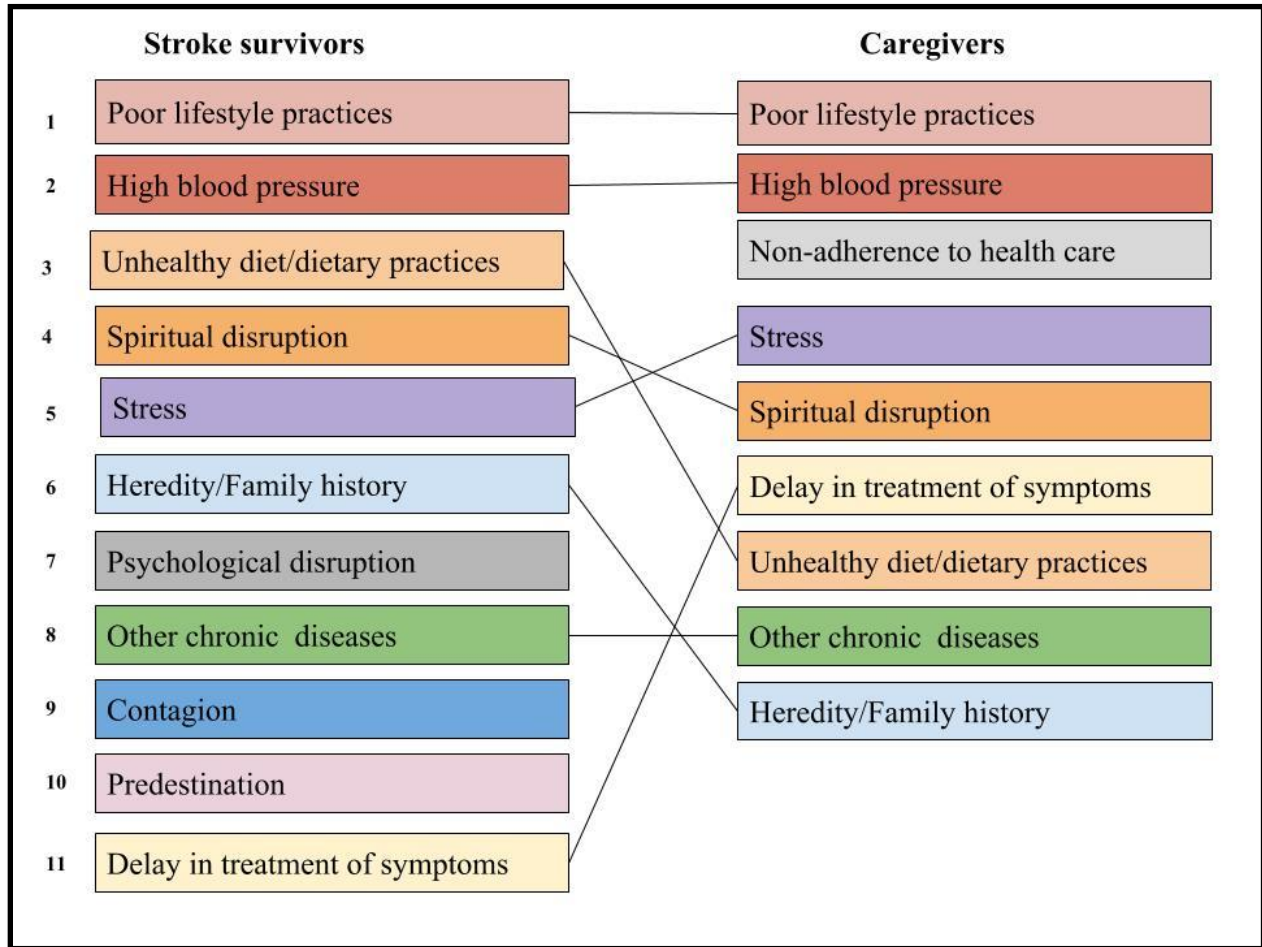 Stroke survivors Caregivers
1 Poor lifestyle practices Poor lifestyle practices
2 High blood pressure High blood pressure
3 Unhealthy diet/dietary practices Non-adherence to health care
4 Spiritual disruption Stress
5 Stress Spiritual disruption
6 Heredity/Family history Delay in treatment of symptoms
7 Psychological disruption Unhealthy diet/dietary practices
8 Other chronic diseases Other chronic diseases
9 Contagion Heredity/Family history
10 Predestination
11 Delay in treatment of symptoms